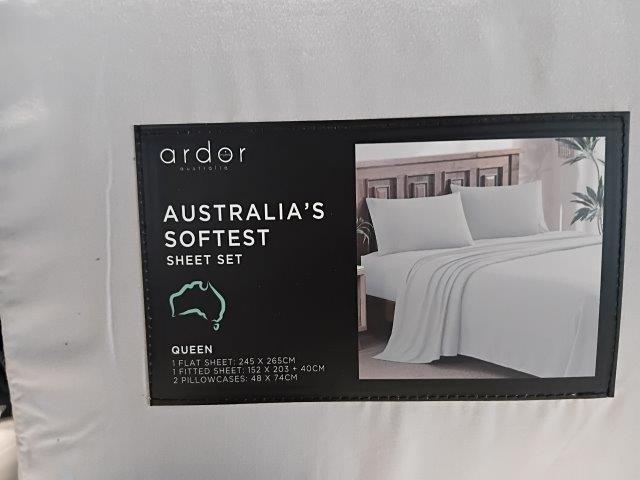 ardor
australia
AUSTRALIA'S
SOFTEST
SHEET SET
QUEEN
1 FLAT SHEET: 245 X 265CM
1 FITTED SHEET: 152 X 203 + 40CM
2 PILLOWCASES: 48 X 74CM